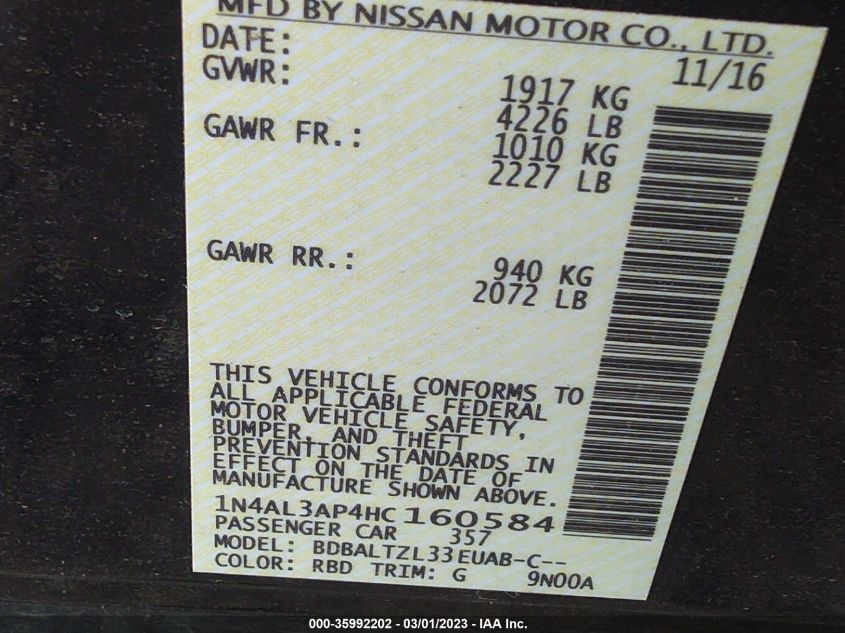 MFD BY NISSAN MOTOR CO., LTD.
DATE: 11/16
GVWR: 1917 KG
4226 LB
GAWR FR.: 1010 KG
2227 LB
GAWR RR.: 940 KG
2072 LB
THIS VEHICLE CONFORMS TO
ALL APPLICABLE FEDERAL
MOTOR VEHICLE SAFETY,
BUMPER, AND THEFT
PREVENTION STANDARDS IN
EFFECT ON THE DATE OF
MANUFACTURE SHOWN ABOVE.
1N4AL3AP4HC160584
PASSENGER CAR 357
MODEL: BDBALTZL33EUAB-C--
COLOR: RBD TRIM: G 9N00A
000-35992202 - 03/01/2023 - IAA Inc.